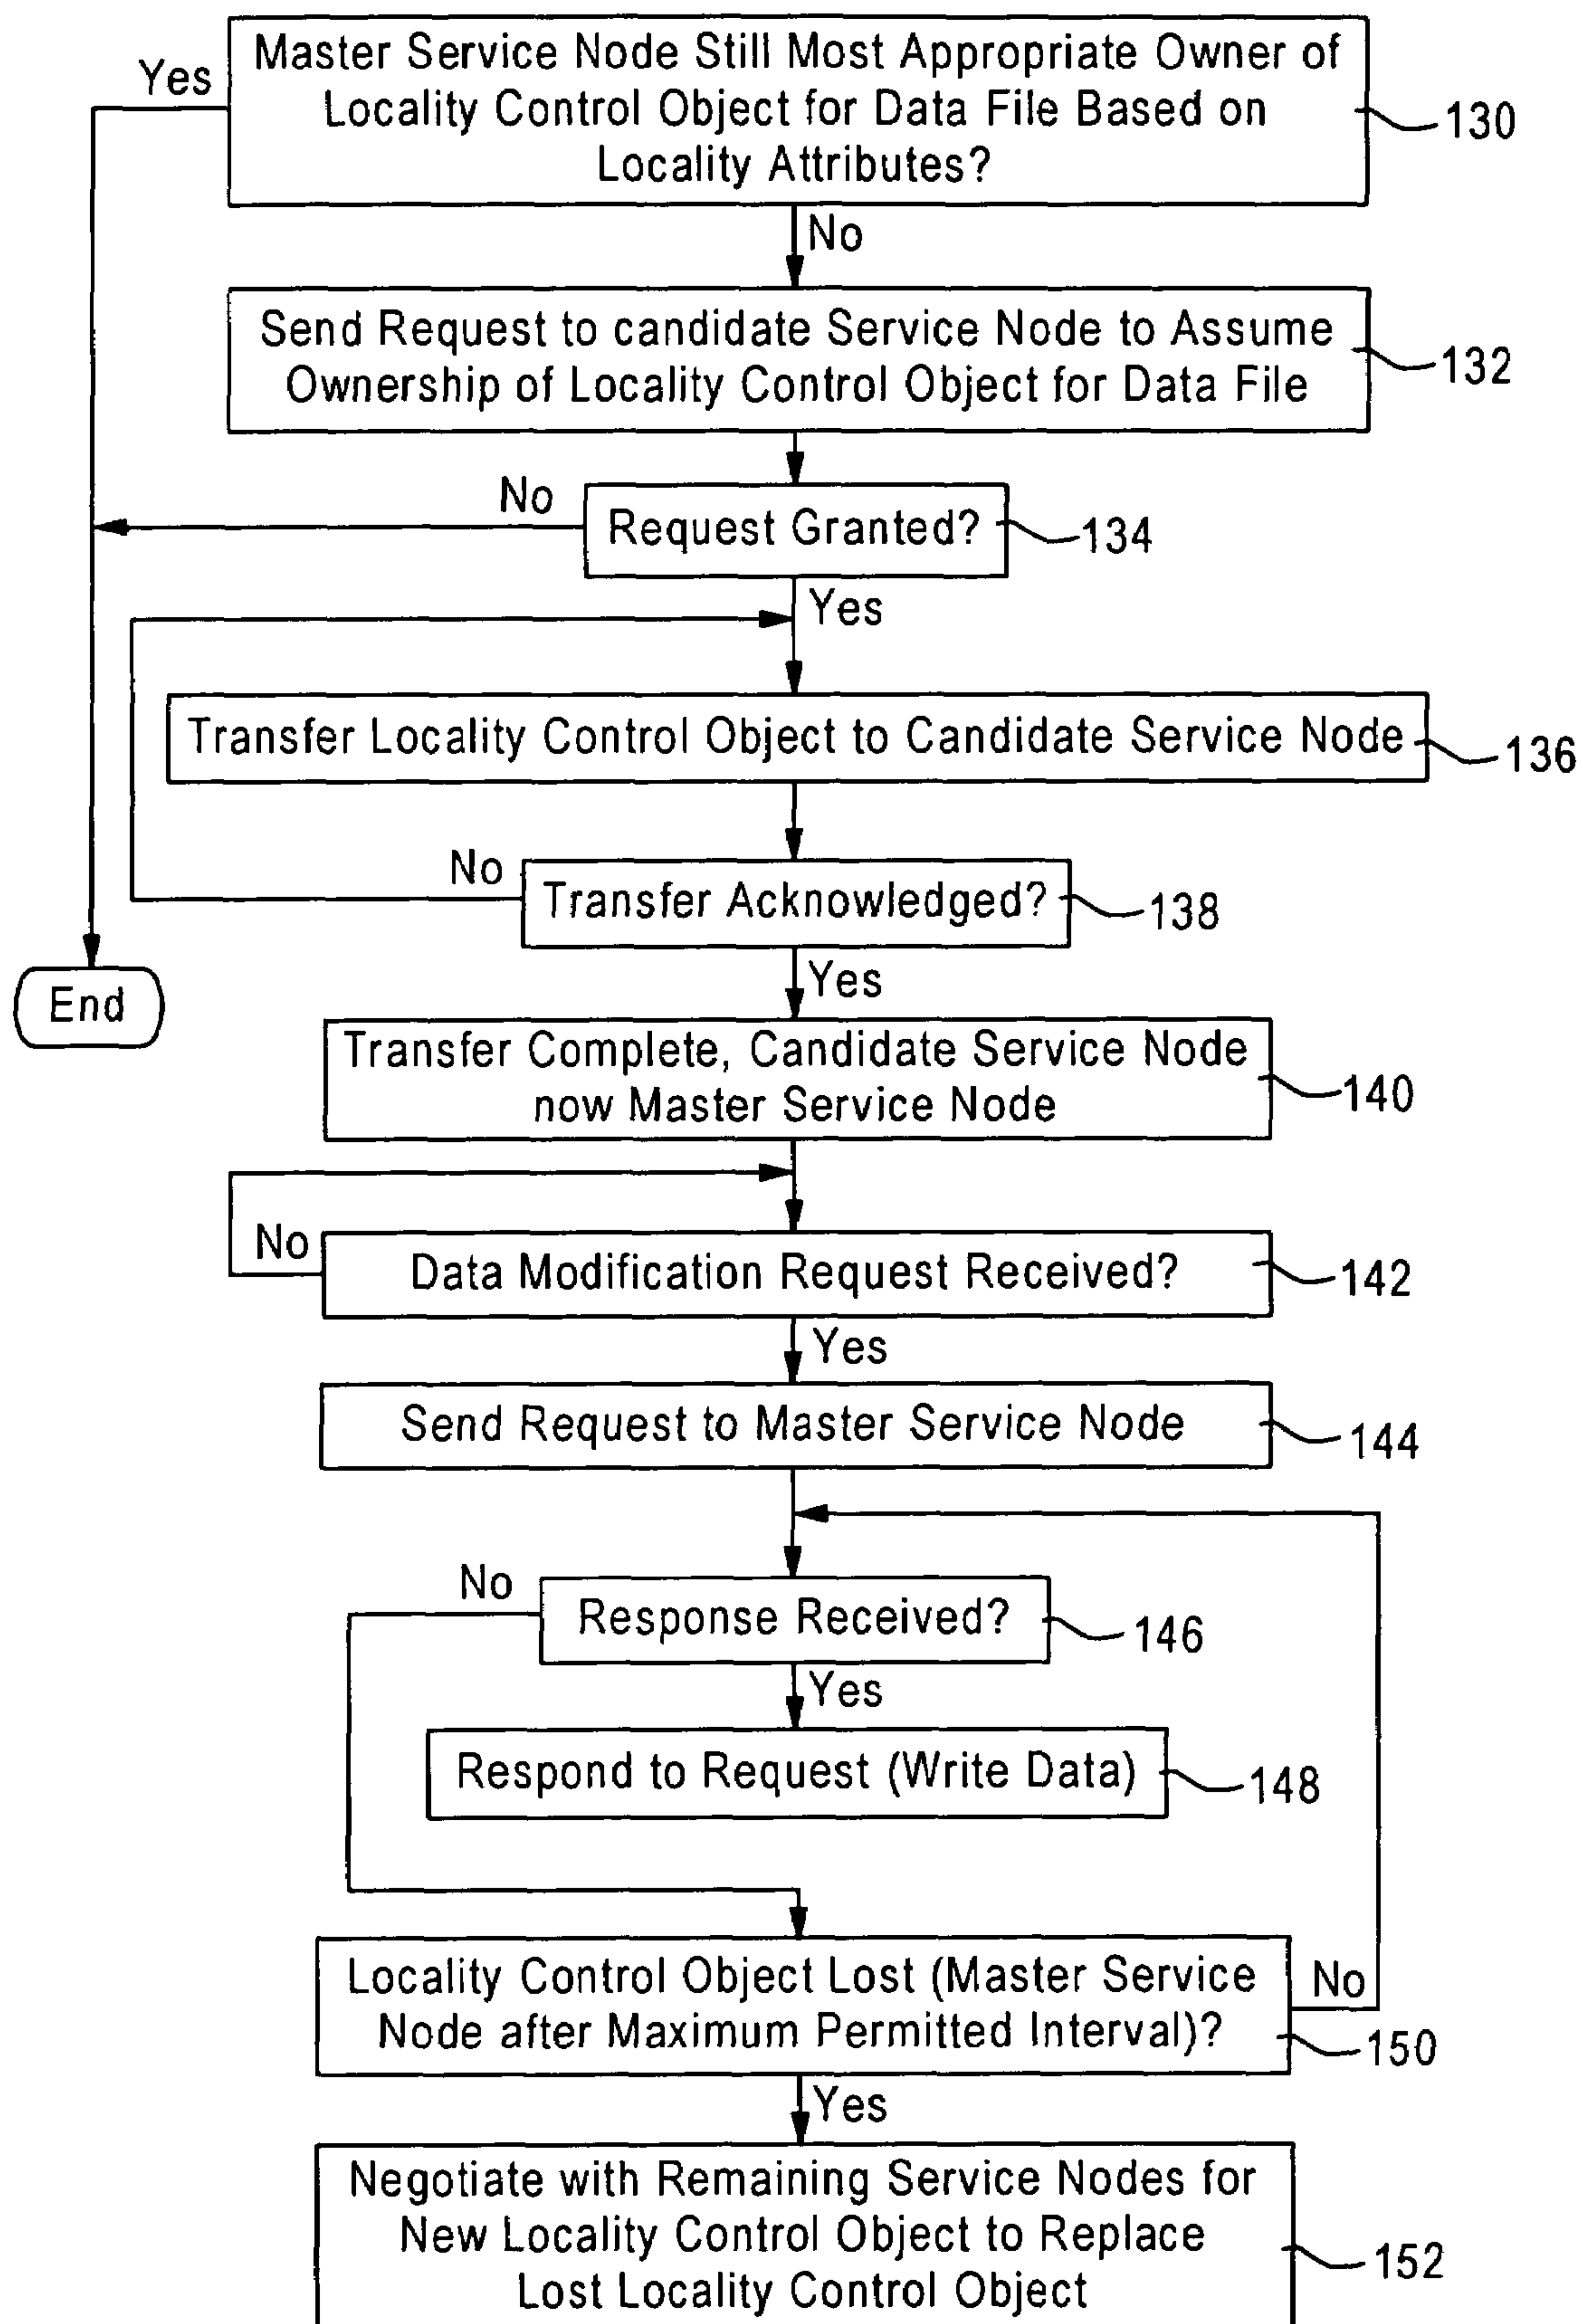 Yes
Master Service Node Still Most Appropriate Owner of
Locality Control Object for Data File Based on
Locality Attributes?
130
No
Send Request to candidate Service Node to Assume
Ownership of Locality Control Object for Data File
132
No
Request Granted?
134
Yes
Transfer Locality Control Object to Candidate Service Node
136
No
Transfer Acknowledged?
138
Yes
End
Transfer Complete, Candidate Service Node
now Master Service Node
140
No
Data Modification Request Received?
142
Yes
Send Request to Master Service Node
144
No
Response Received?
146
Yes
Respond to Request (Write Data)
148
Locality Control Object Lost (Master Service
Node after Maximum Permitted Interval)?
No
150
Yes
Negotiate with Remaining Service Nodes for
New Locality Control Object to Replace
Lost Locality Control Object
152